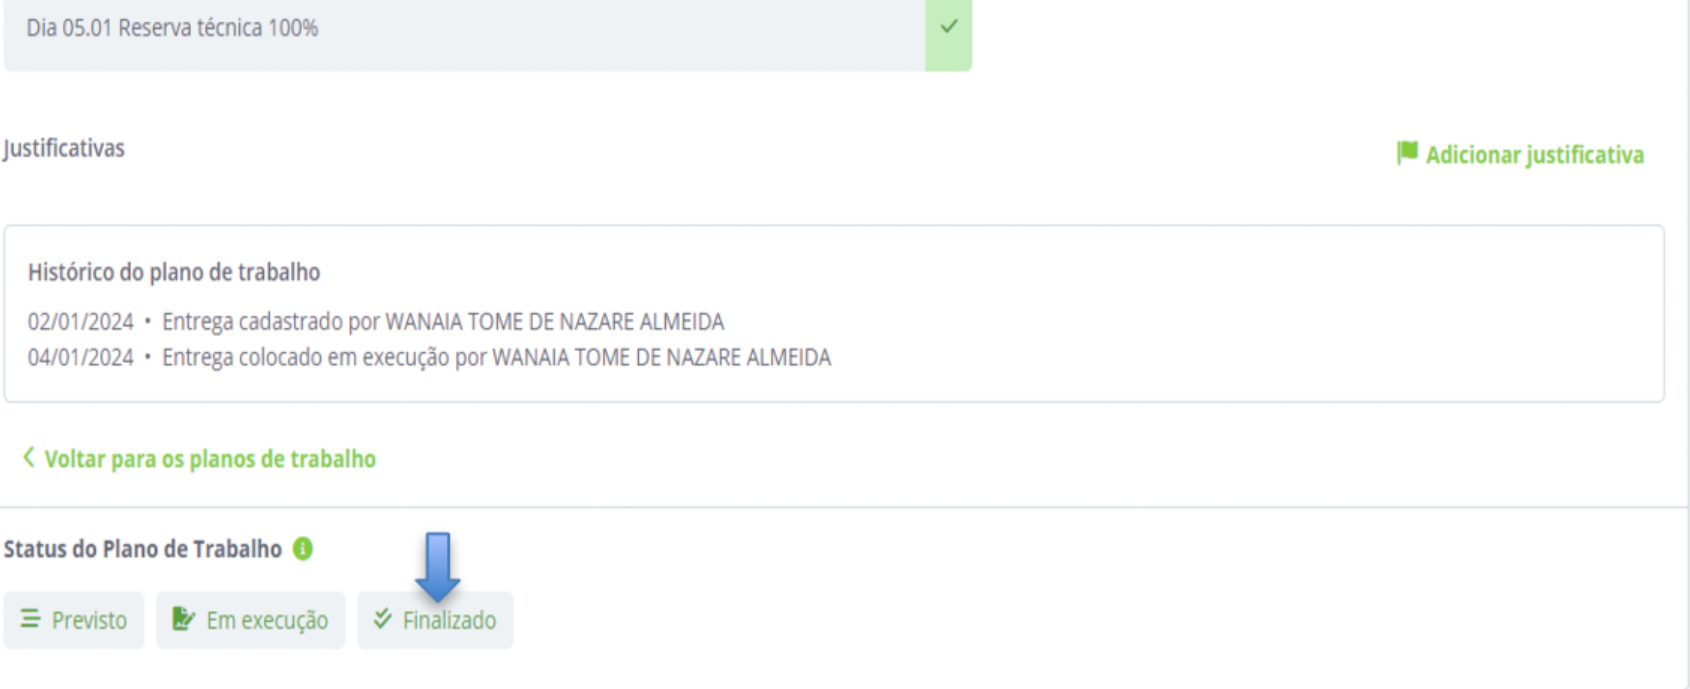 Dia 05.01 Reserva técnica 100%
Justificativas
Adicionar justificativa
Histórico do plano de trabalho
02/01/2024 • Entrega cadastrado por WANAIA TOME DE NAZARE ALMEIDA
04/01/2024 • Entrega colocado em execução por WANAIA TOME DE NAZARE ALMEIDA
Voltar para os planos de trabalho
Status do Plano de Trabalho
Previsto Em execução Finalizado